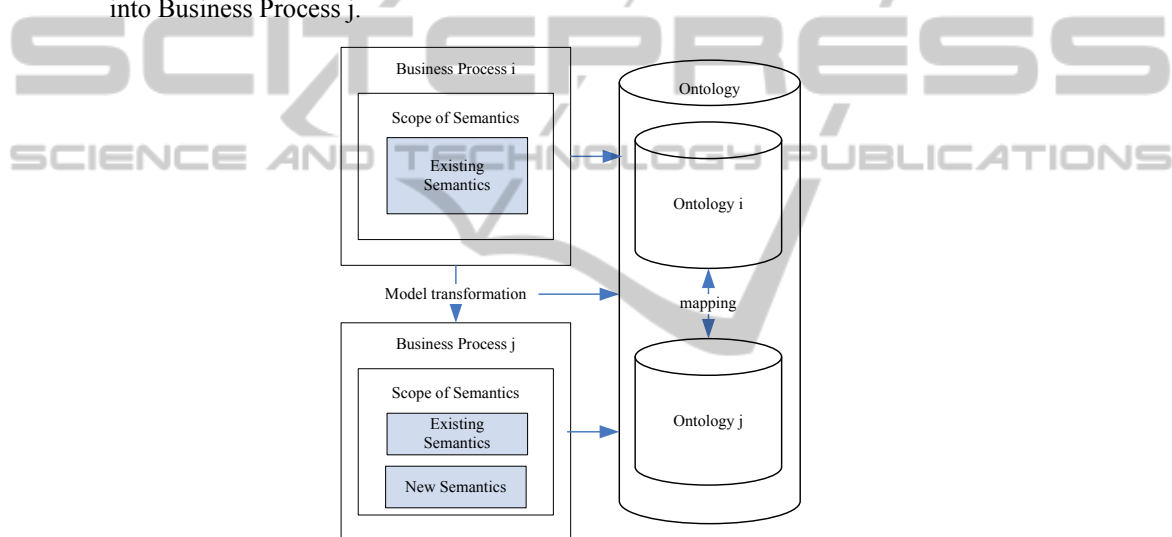 into Business Process j.
SCITEPRESS
SCIENCE AND TECHNOLOGY PUBLICATIONS
Business Process i
Scope of Semantics
Existing
Semantics
Ontology
Ontology i
Model transformation
mapping
Business Process j
Scope of Semantics
Existing
Semantics
New Semantics
Ontology j